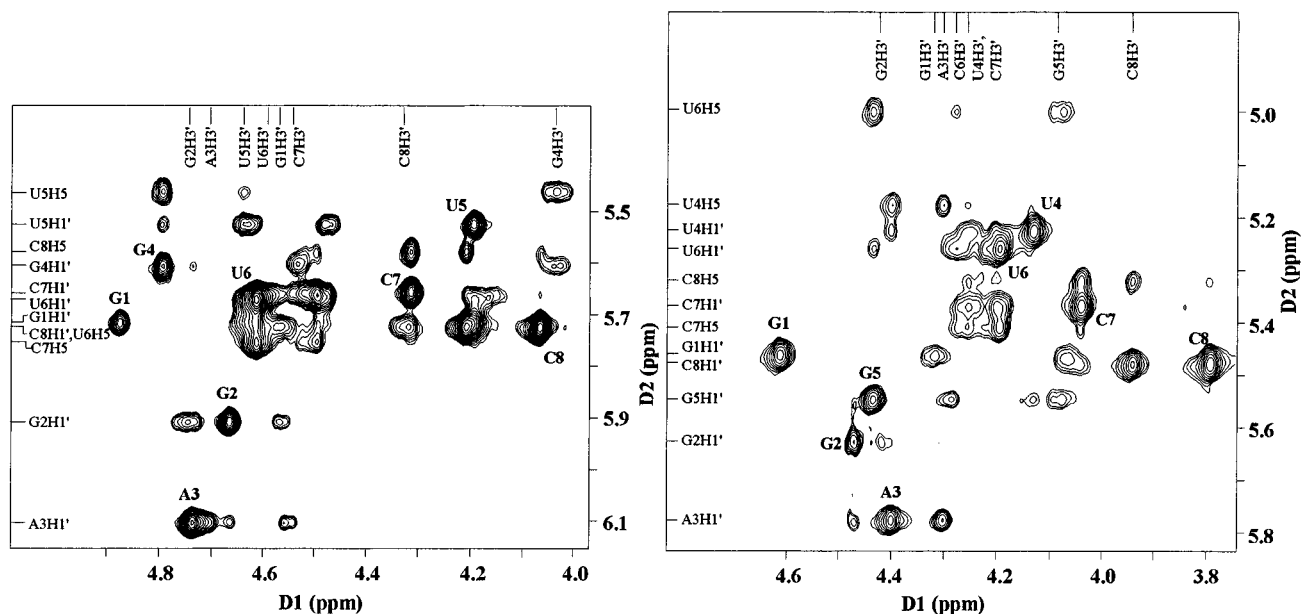 G2H3'
A3H3'
U5H3'
U6H3'
G1H3'
C7H3'
C8H3'
G4H3'
U5H5
U5H1'
C8H5
G4H1'
C7H1'
U6H1'
G1H1'
C8H1',U6H5
C7H5
G2H1'
A3H1'
U5
G4
U6
C7
G1
C8
G2
A3
5.5
5.7
5.9
6.1
D2 (ppm)
4.8
4.6
4.4
4.2
4.0
D1 (ppm)
G2H3'
G1H3'
A3H3'
C6H3'
U4H3',
C7H3'
G5H3'
C8H3'
U6H5
U4H5
U4H1'
U6H1'
C8H5
C7H1'
C7H5
G1H1'
C8H1'
G5H1'
G2H1'
A3H1'
U4
U6
C7
G1
C8
G5
G2
A3
5.0
5.2
5.4
5.6
5.8
D2 (ppm)
4.6
4.4
4.2
4.0
3.8
D1 (ppm)